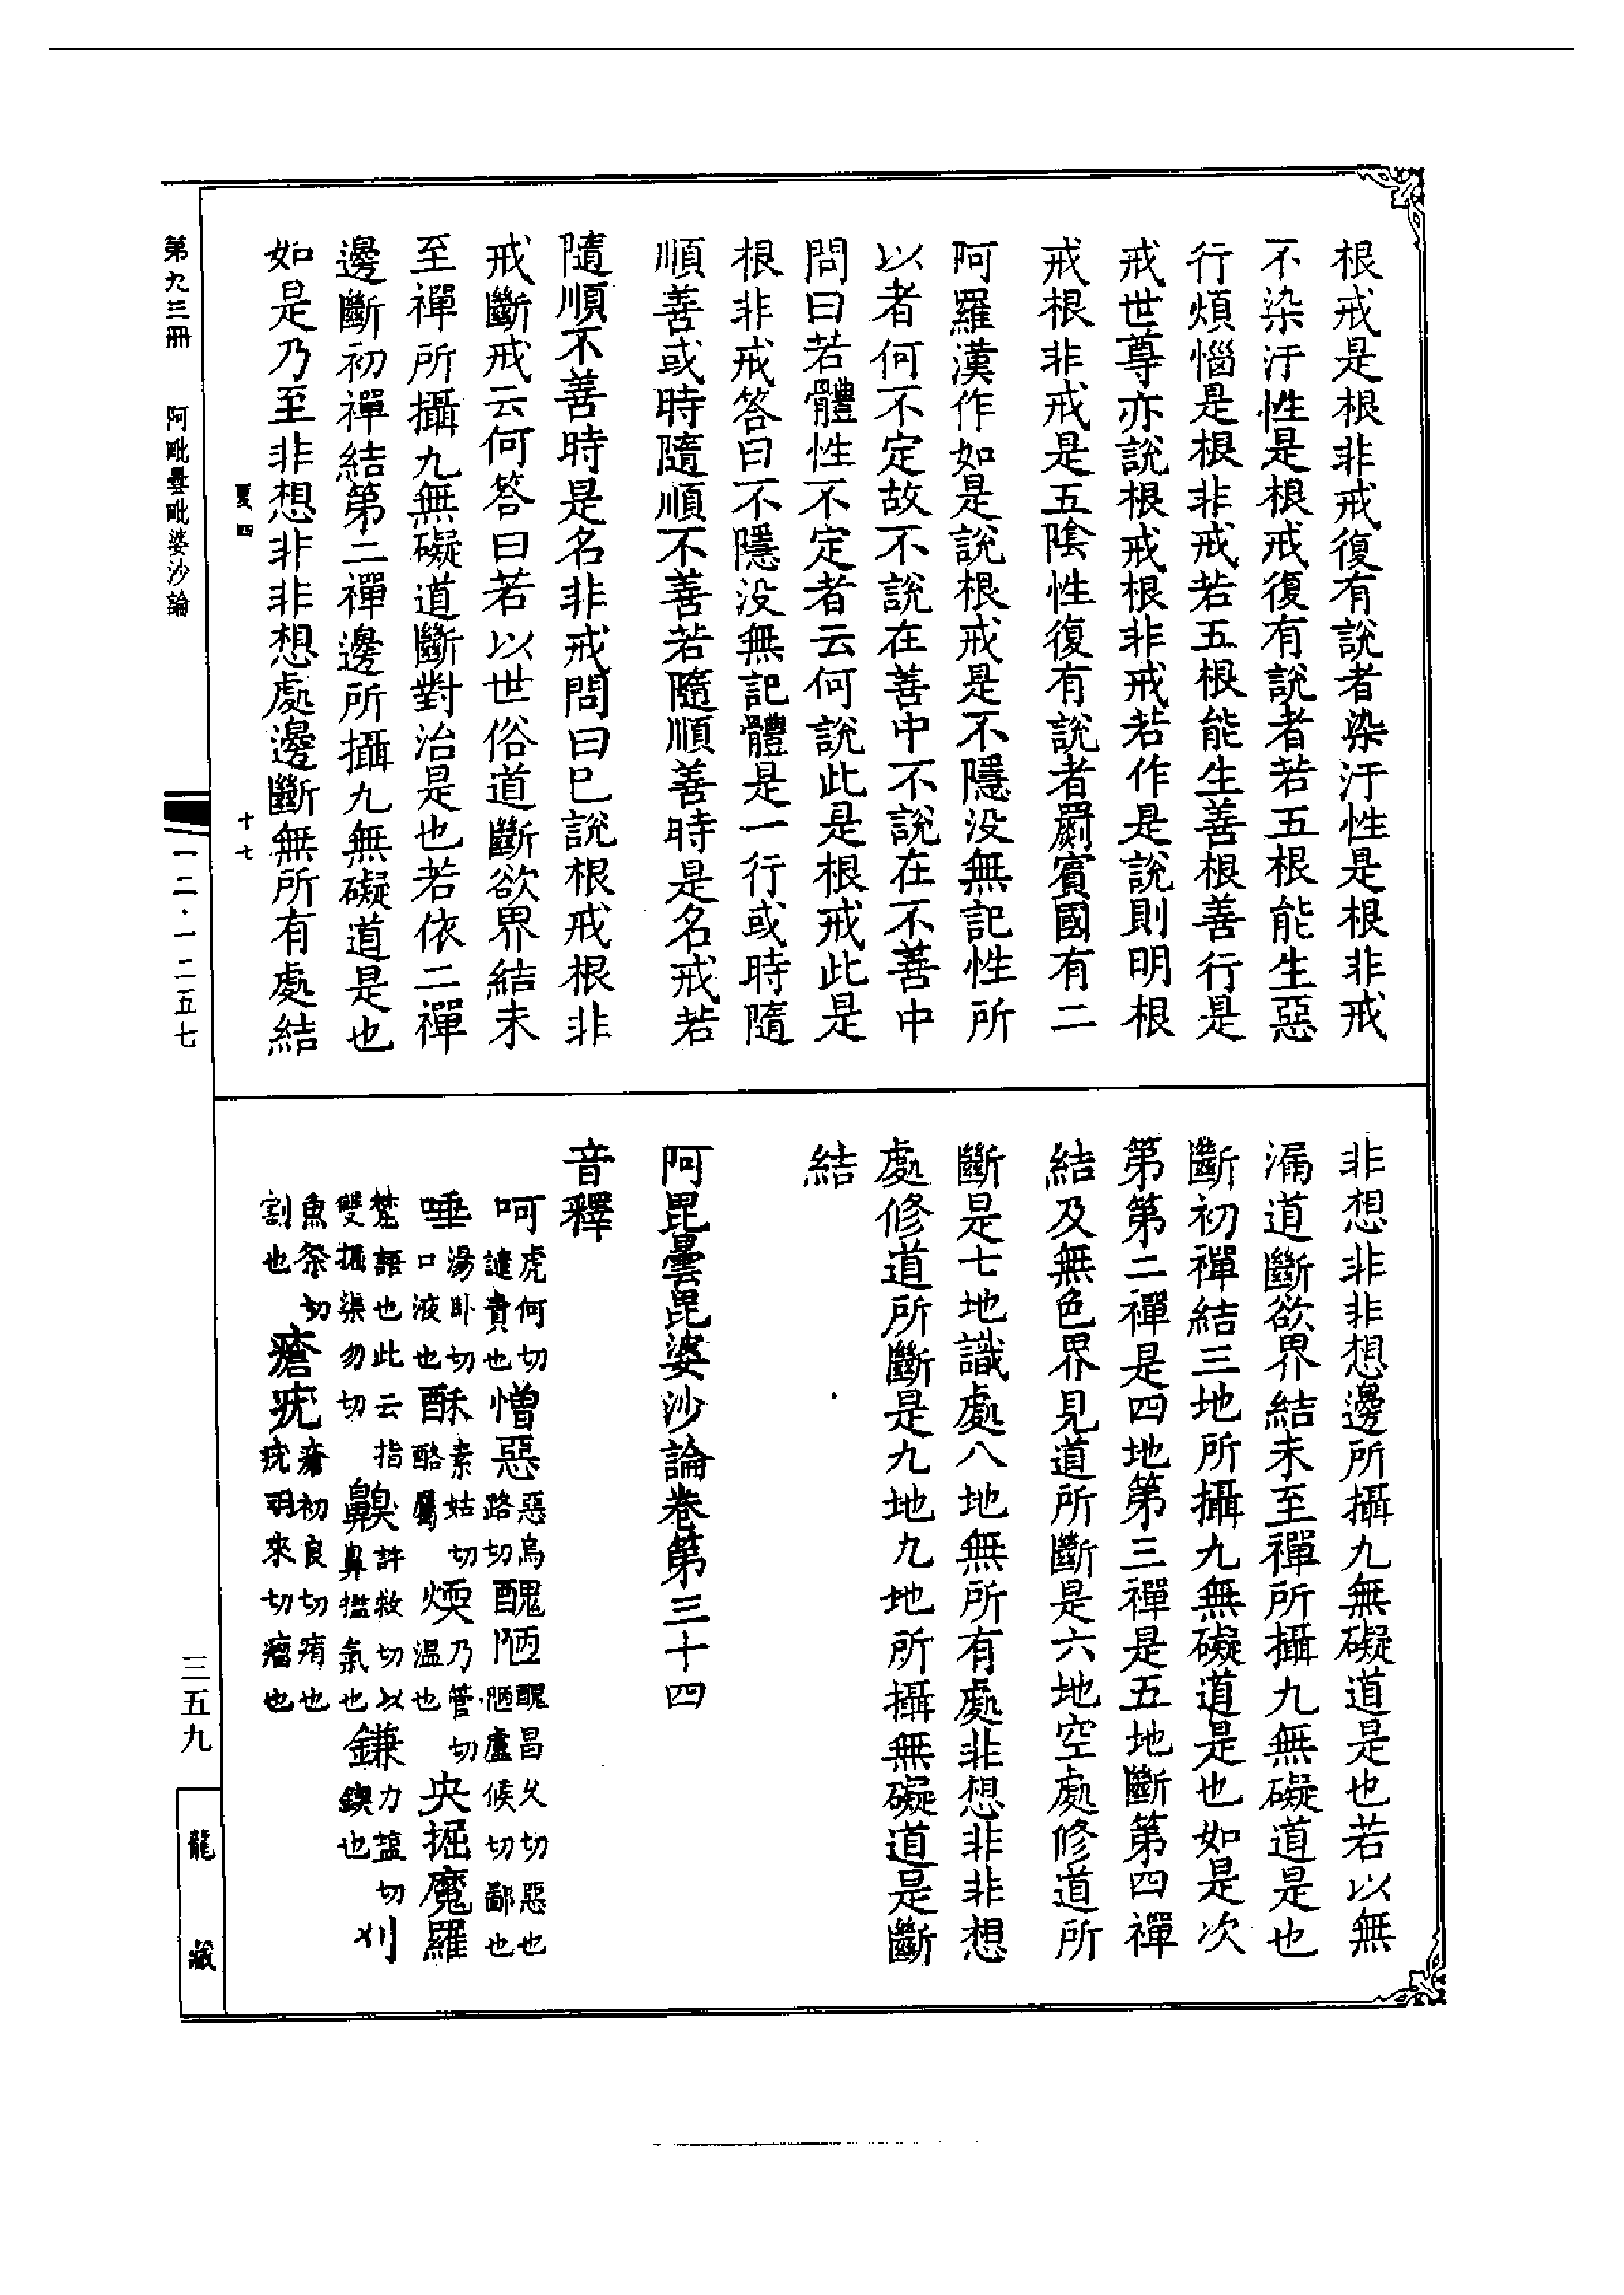 根戒是根非戒復有說者染汙性是根非戒
不染汙性是根戒復有說者若五根能生惡
行煩惱是根非戒若五根能生善根善行是
戒世尊亦說根戒根非戒若作是說則明根
戒根非戒是五陰性復有說者罽賓國有二
阿羅漢作如是說根戒是不隱没無記性所
以者何不定故不說在善中不說在不善中
問曰若體性不定者云何說此是根戒此是
根非戒答曰不隱没無記體是一行或時隨
順善或時隨順不善若隨順善時是名戒若
隨順不善時是名非戒問曰已說根戒根非
戒斷戒云何答曰若以世俗道斷欲界結未
至禪所攝九無礙道斷對治是也若依二禪
邊斷初禪結第二禪邊所攝九無礙道是也
如是乃至非想非非想處邊斷無所有處結
夏四 十七
非想非非想邊所攝九無礙道是也若以無
漏道斷欲界結未至禪所攝九無礙道是也
斷初禪結三地所攝九無礙道是也如是次
第第二禪是四地第三禪是五地斷第四禪
結及無色界見道所斷是六地空處修道所
斷是七地識處八地無所有處非想非非想
處修道所斷是九地九地所攝無礙道是斷
結
阿毘曇毘婆沙論卷第三十四
音釋
呵虎何切譴責也憎惡惡烏路切醜陋醜昌久切惡也陋盧候切鄙也
唾湯卧切口液也酥素姑切酪屬煗乃管切温也央掘魔羅
梵語也此云指鬘掘渠勿切齅許救切以鼻𢶍氣也鎌力鹽切鍥也刈
魚祭切割也瘡疣瘡初良切痏也疣羽來切瘤也
第九三冊 阿毗曇毗婆沙論
一二·一二五七
三五九
龍藏